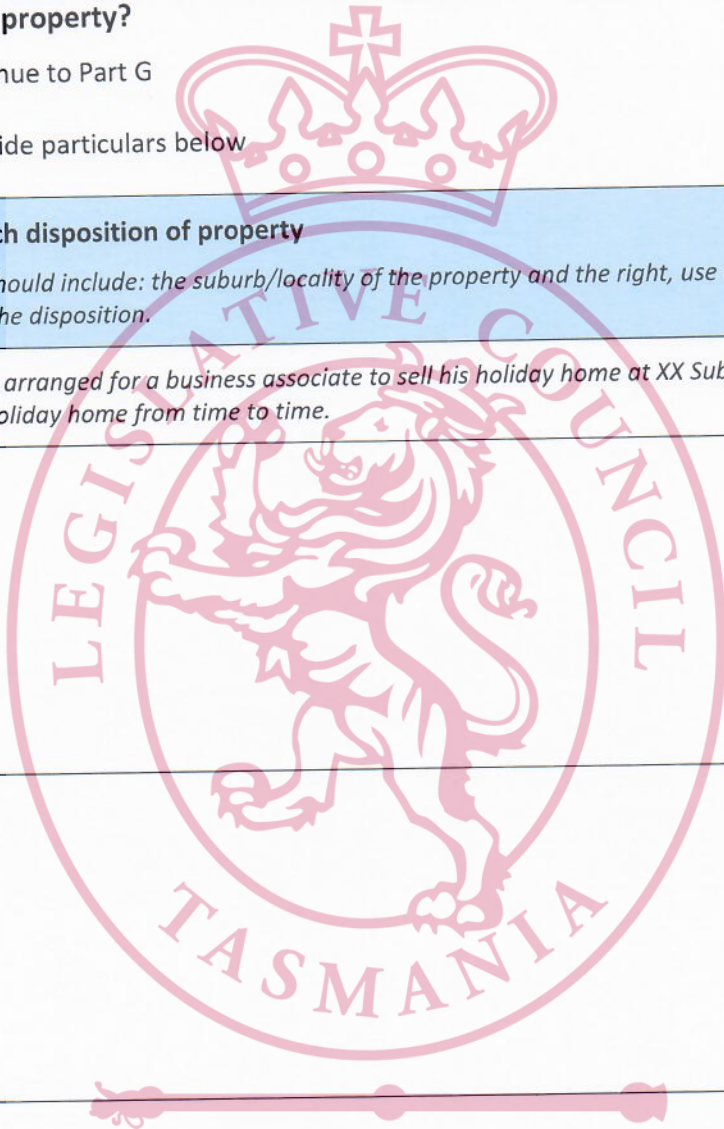 property?
nue to Part G
ide particulars below
ch disposition of property
hould include: the suburb/locality of the property and the right, use
he disposition.
arranged for a business associate to sell his holiday home at XX Sub
oliday home from time to time.
LEGISLATIVE COUNCIL
TASMANIA